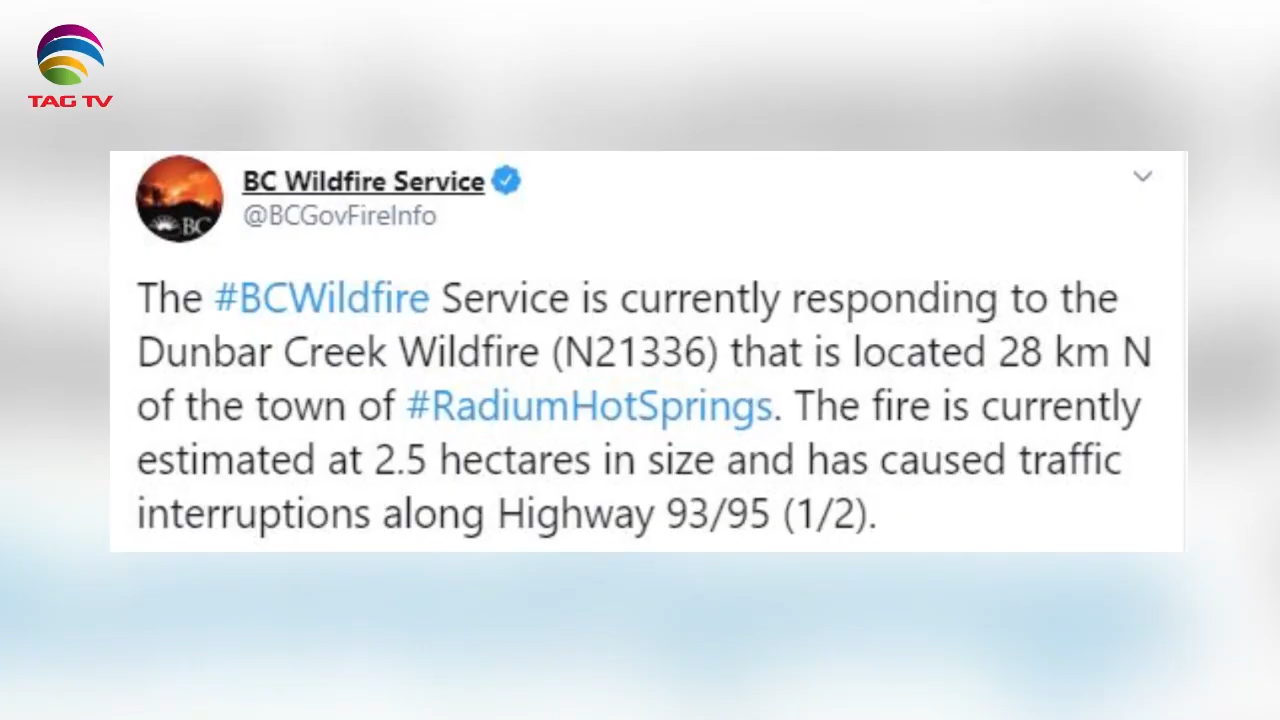 TAG TV
BC Wildfire Service
@BCGovFireInfo
BC
The #BCWildfire Service is currently responding to the
Dunbar Creek Wildfire (N21336) that is located 28 km N
of the town of #RadiumHotSprings. The fire is currently
estimated at 2.5 hectares in size and has caused traffic
interruptions along Highway 93/95 (1/2).